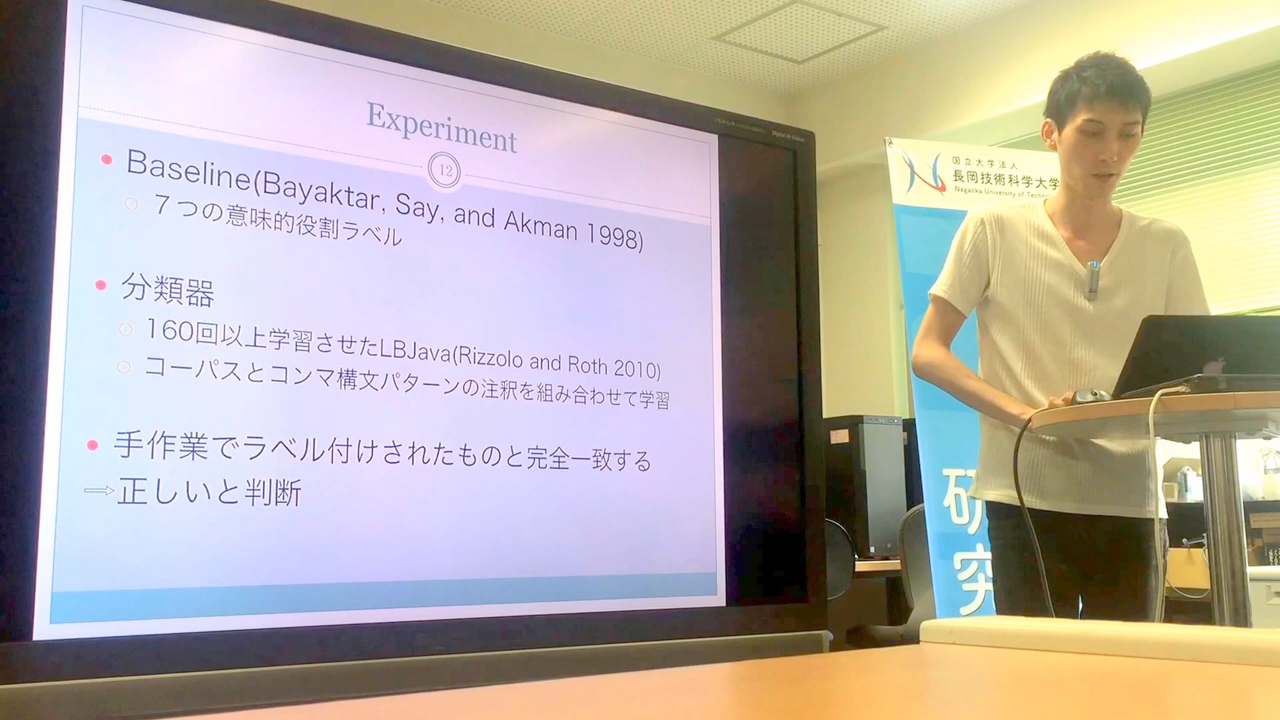 Experiment
12
Baseline(Bayaktar, Say, and Akman 1998)
7つの意味的役割ラベル
分類器
160回以上学習させたLBJava(Rizzolo and Roth 2010)
コーパスとコンマ構文パターンの注釈を組み合わせて学習
手作業でラベル付けされたものと完全一致する
⇒正しいと判断
国立大学法人
長岡技術科学大学
Nagaoka University of Techno
研究